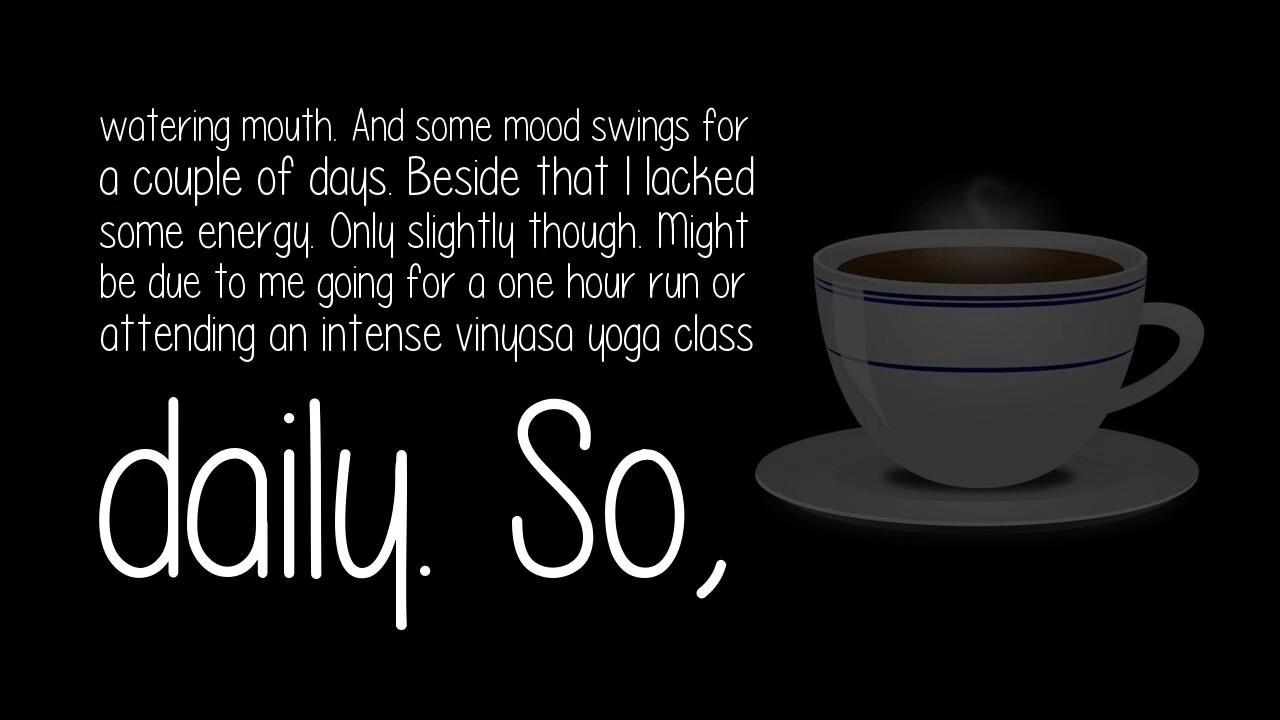 watering mouth. And some mood swings for
a couple of days. Beside that I lacked
some energy. Only slightly though. Might
be due to me going for a one hour run or
attending an intense vinyasa yoga class
daily. So,